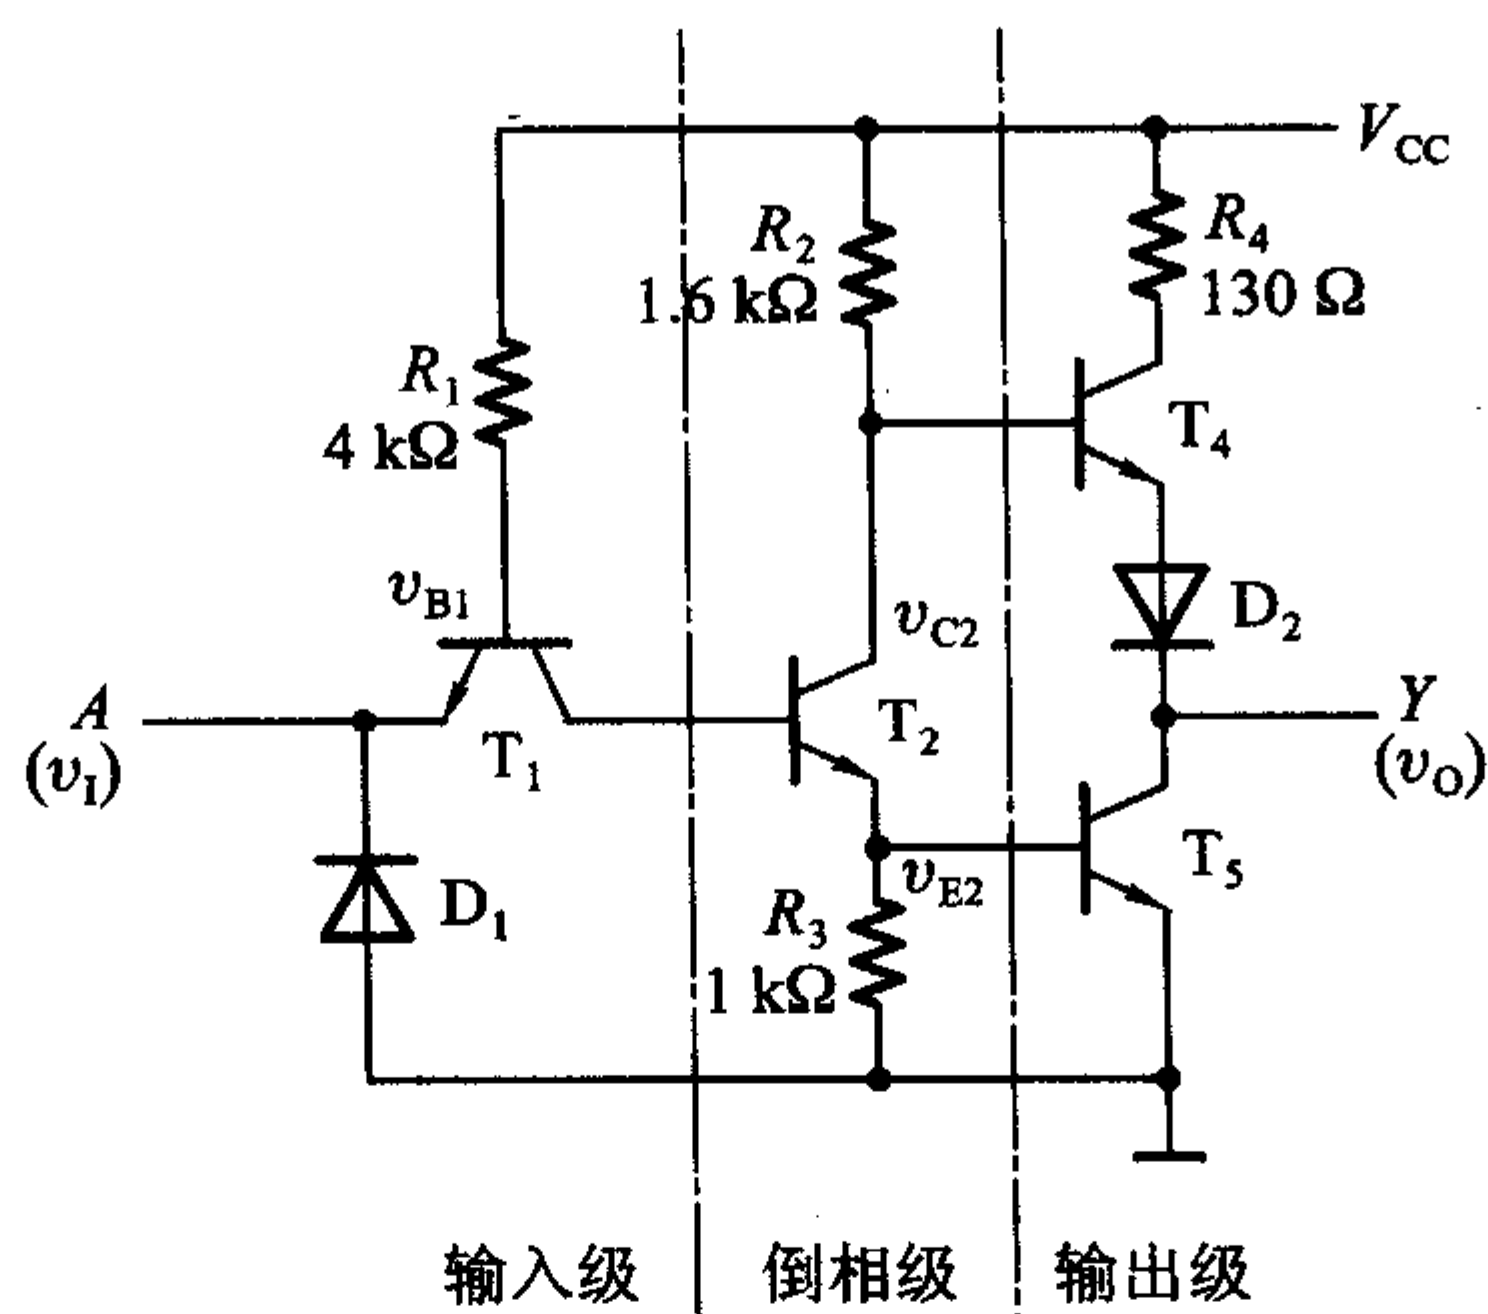 V_CC
R_2
1.6 kΩ
R_4
130 Ω
R_1
4 kΩ
T_4
v_B1
v_C2
D_2
A
(v_I)
T_1
T_2
Y
(v_O)
D_1
R_3
1 kΩ
v_E2
T_5
输入级
倒相级
输出级